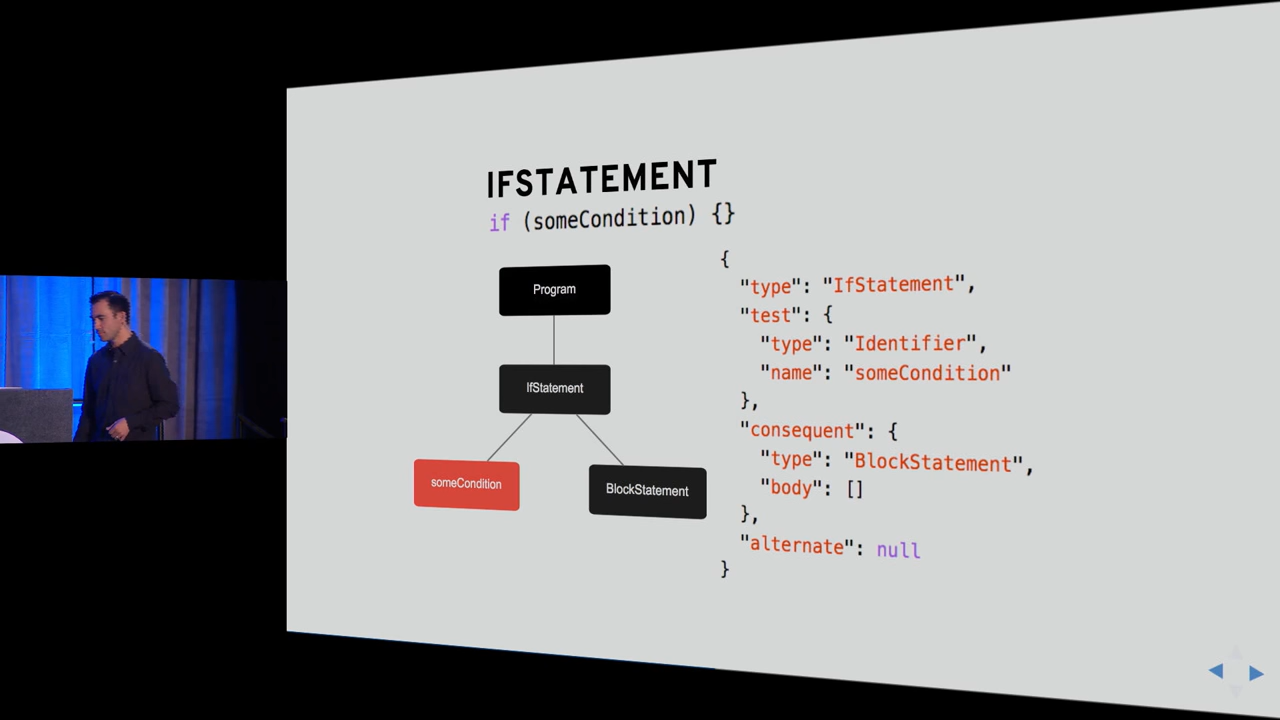 IFSTATEMENT
if (someCondition) {}
Program
IfStatement
someCondition
BlockStatement
{
"type": "IfStatement",
"test": {
"type": "Identifier",
"name": "someCondition"
},
"consequent": {
"type": "BlockStatement",
"body": []
},
"alternate": null
}